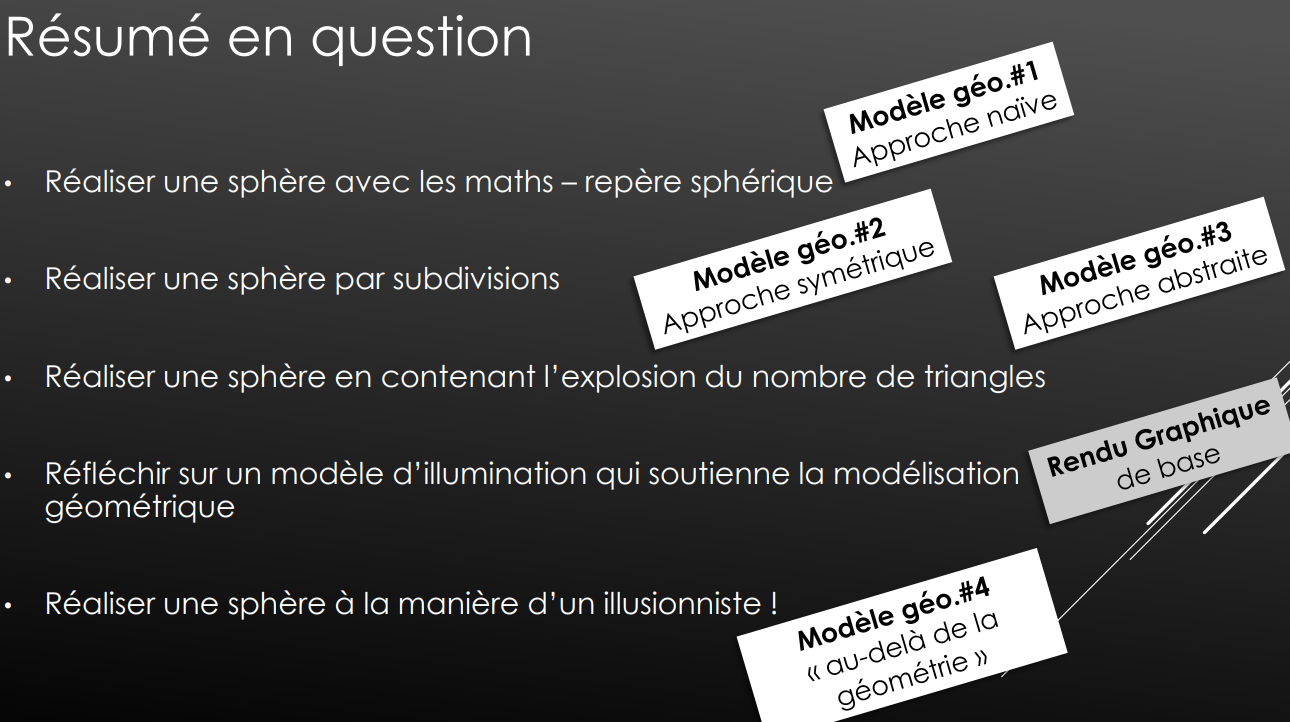 Résumé en question
Modèle géo.#1
Approche naïve
• Réaliser une sphère avec les maths – repère sphérique
Modèle géo.#2
Approche symétrique
Modèle géo.#3
Approche abstraite
• Réaliser une sphère par subdivisions
• Réaliser une sphère en contenant l'explosion du nombre de triangles
Rendu Graphique
de base
• Réfléchir sur un modèle d'illumination qui soutienne la modélisation
géométrique
• Réaliser une sphère à la manière d'un illusionniste !
Modèle géo.#4
« au-delà de la
géométrie »